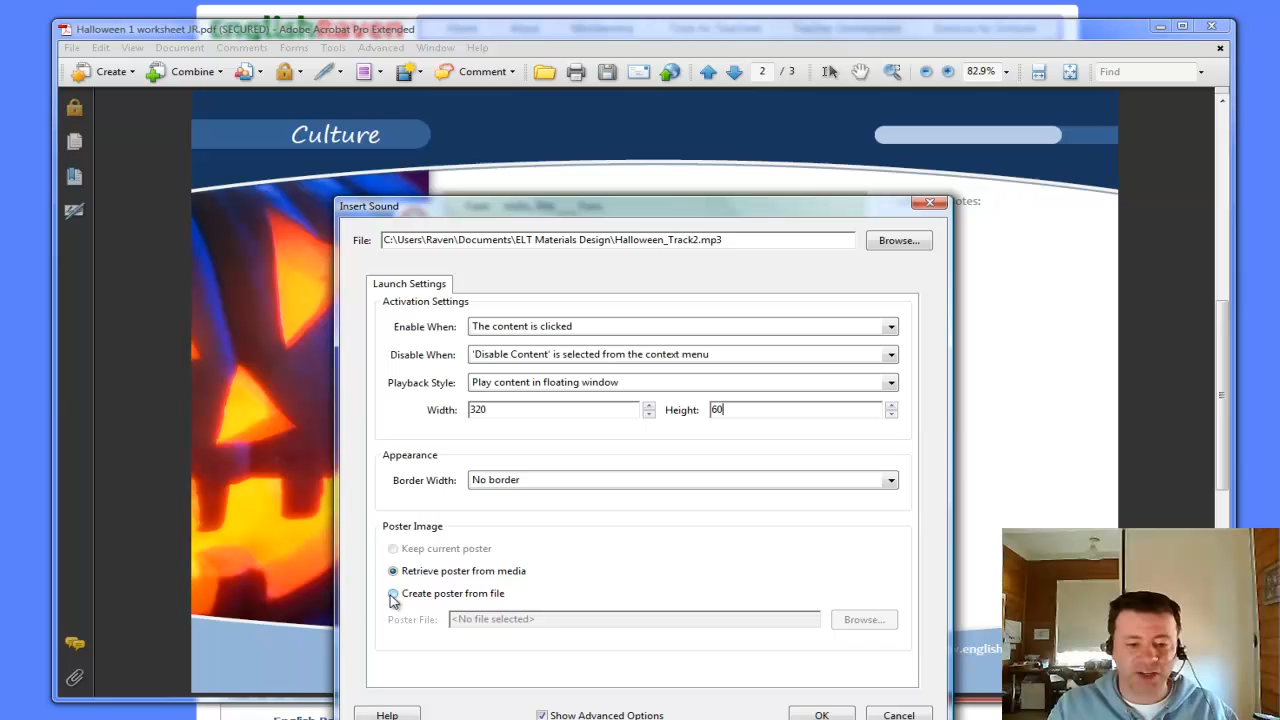 Halloween 1 worksheet JR.pdf (SECURED) - Adobe Acrobat Pro Extended
File Edit View Document Comments Forms Tools Advanced Window Help
Create Combine Comment 2 / 3 82.9% Find
Culture
Notes:
Insert Sound
File: C:\Users\Raven\Documents\ELT Materials Design\Halloween_Track2.mp3 Browse...
Launch Settings
Activation Settings
Enable When: The content is clicked
Disable When: 'Disable Content' is selected from the context menu
Playback Style: Play content in floating window
Width: 320 Height: 60
Appearance
Border Width: No border
Poster Image
Keep current poster
Retrieve poster from media
Create poster from file
Poster File: <No file selected> Browse...
Help Show Advanced Options OK Cancel